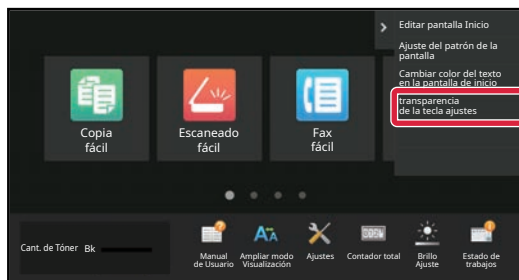 Editar pantalla Inicio
Ajuste del patrón de la
pantalla
Cambiar color del texto
en la pantalla de inicio
transparencia
de la tecla ajustes
Copia
fácil
Escaneado
fácil
Fax
fácil
Cant. de Tóner Bk
Manual
de Usuario
Ampliar modo
Visualización
Ajustes
Contador total
Brillo
Ajuste
Estado de
trabajos